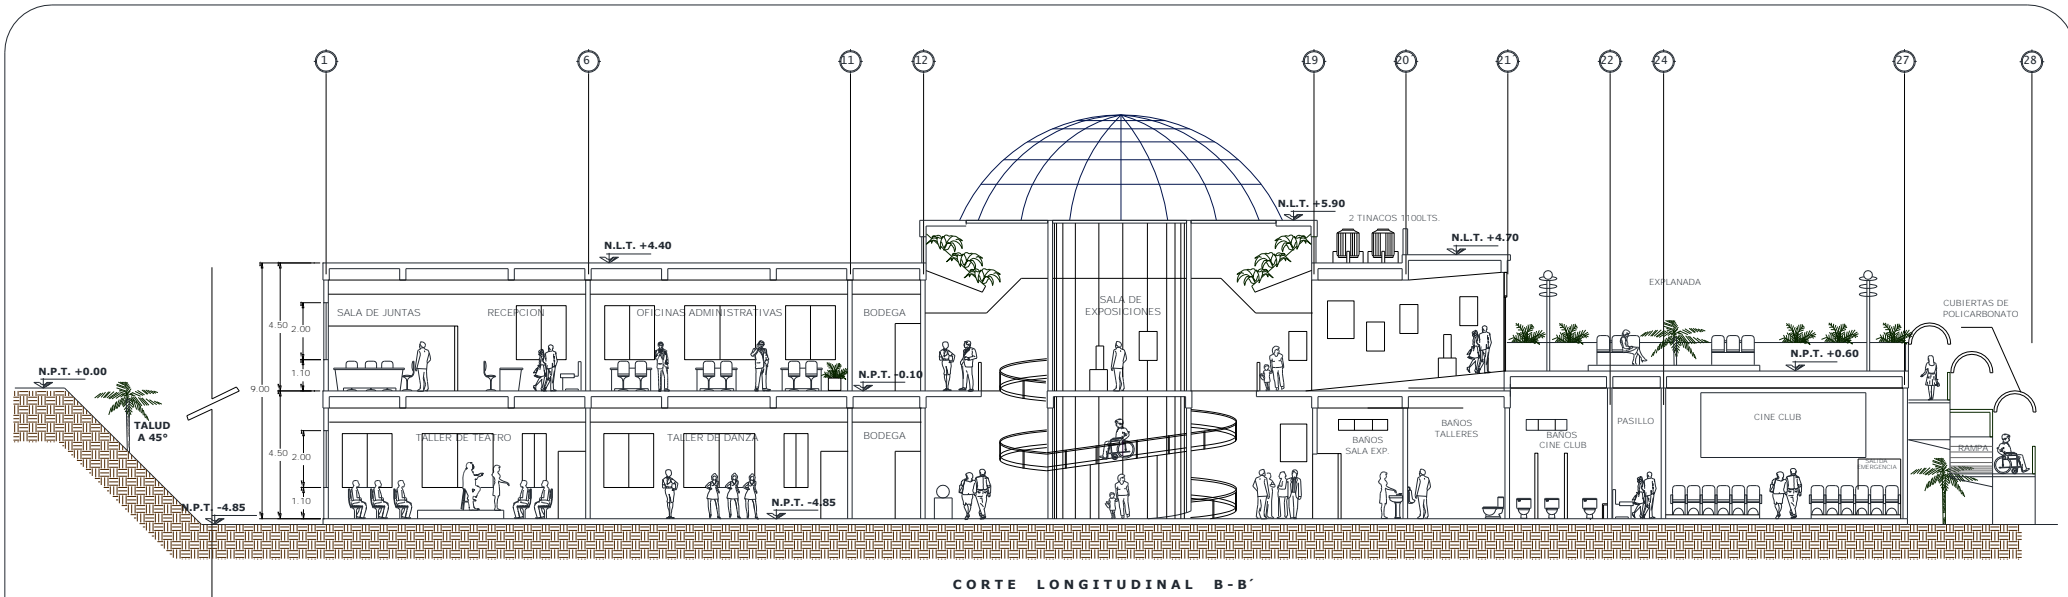 1
6
11
12
19
20
21
22
24
27
28
N.L.T. +5.90
2 TINACOS 1100LTS.
N.L.T. +4.40
N.L.T. +4.70
EXPLANADA
CUBIERTAS DE
POLICARBONATO
SALA DE JUNTAS
RECEPCION
OFICINAS ADMINISTRATIVAS
BODEGA
SALA DE
EXPOSICIONES
4.50
2.00
1.10
9.00
N.P.T. +0.00
N.P.T. -0.10
N.P.T. +0.60
TALUD
A 45°
TALLER DE TEATRO
TALLER DE DANZA
BODEGA
BAÑOS
SALA EXP.
BAÑOS
TALLERES
BAÑOS
CINE CLUB
PASILLO
CINE CLUB
SALIDA
EMERGENCIA
RAMPA
4.50
2.00
1.10
N.P.T. -4.85
N.P.T. -4.85
CORTE LONGITUDINAL B-B´